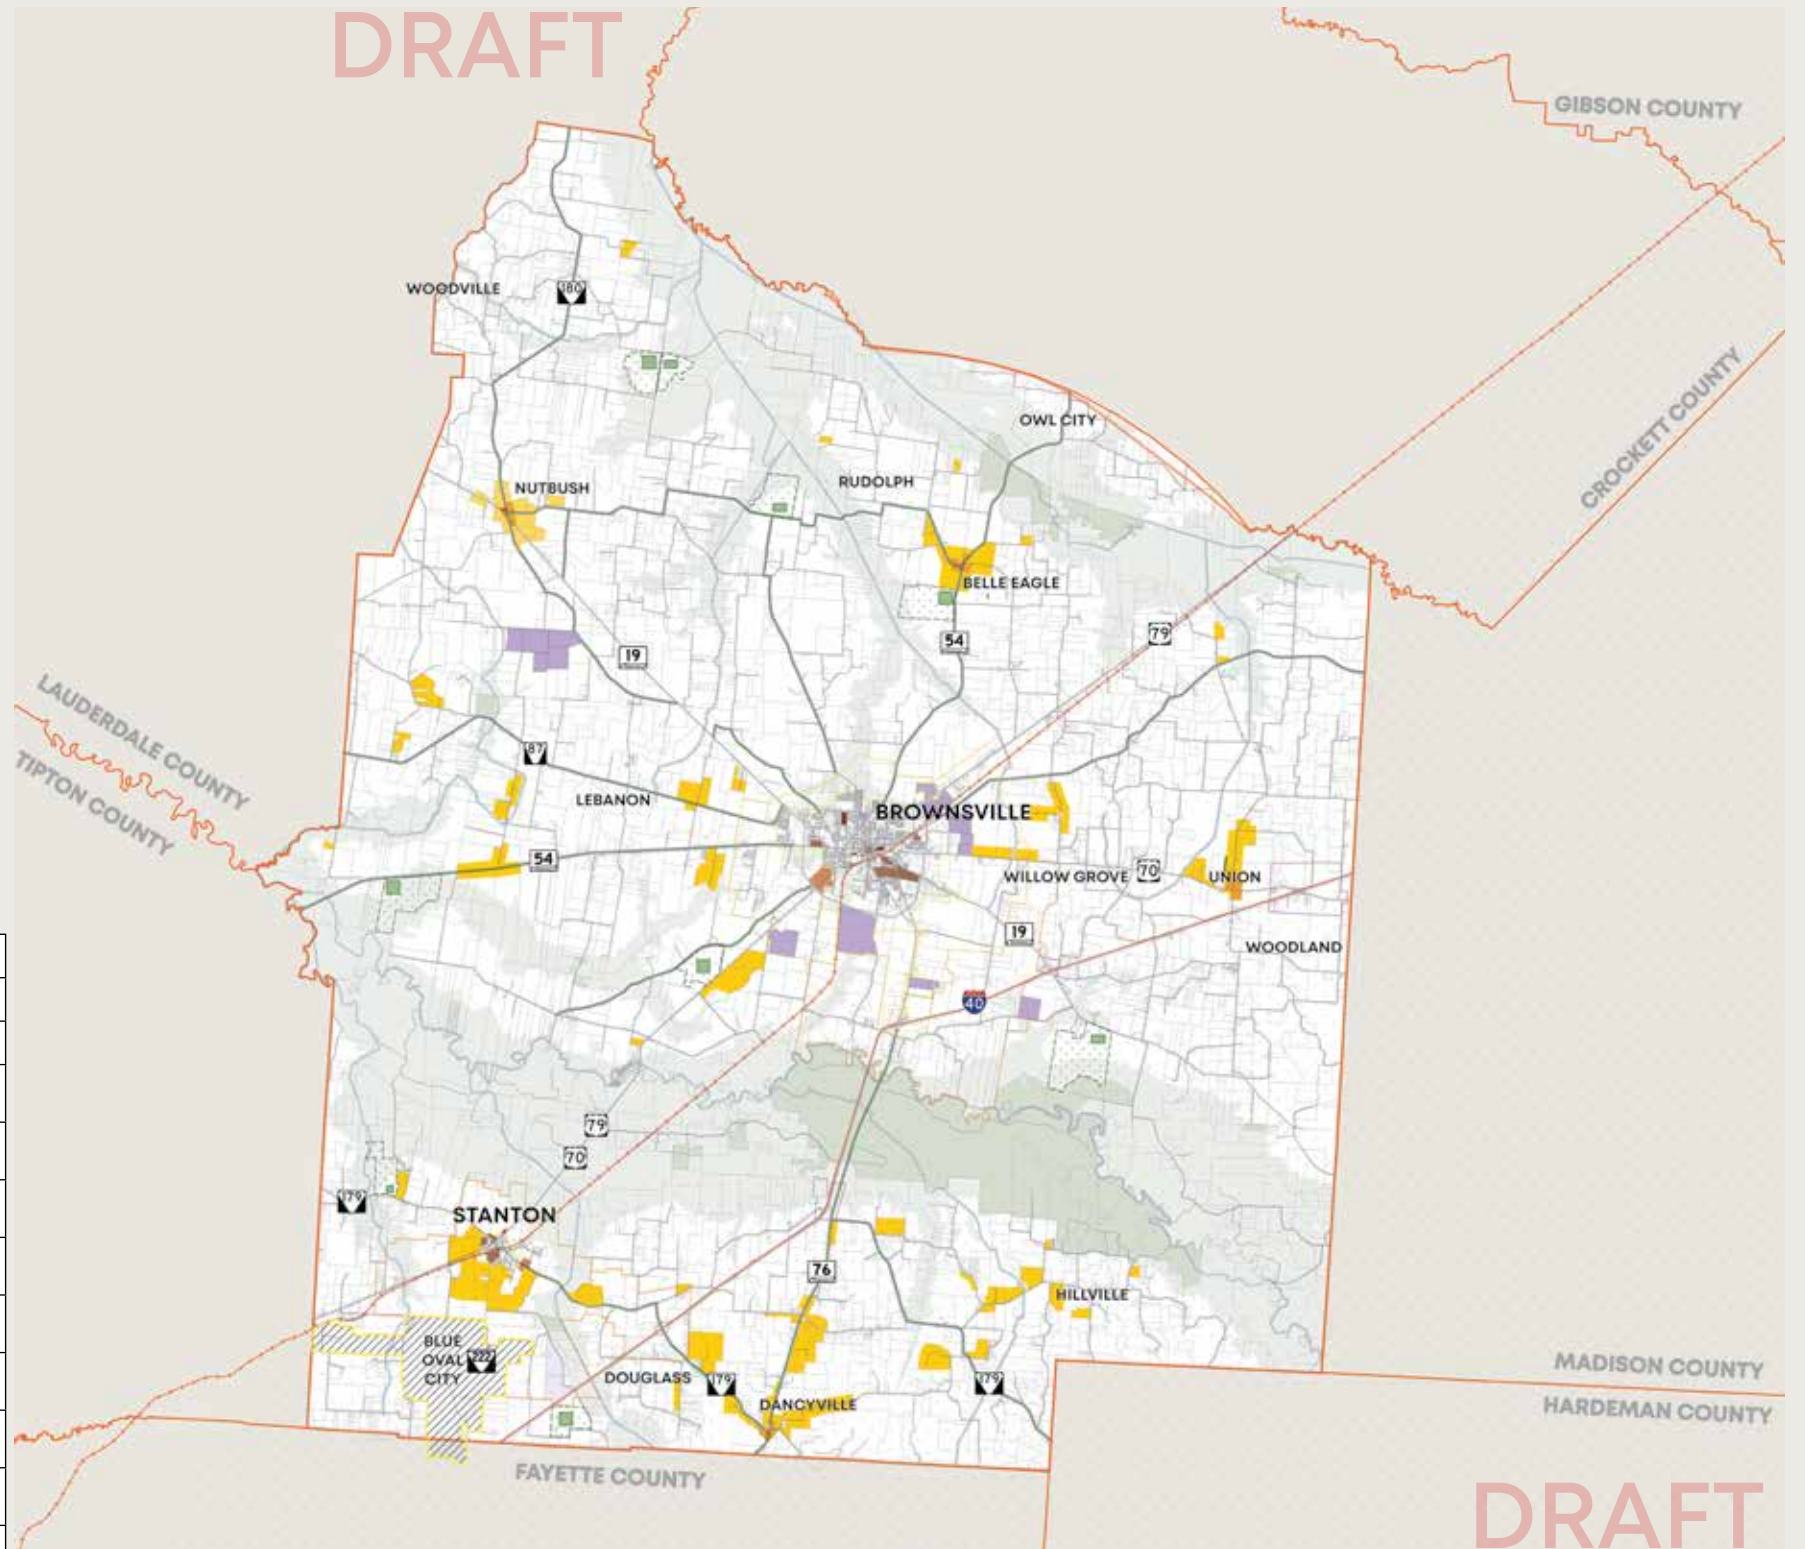 DRAFT
GIBSON COUNTY
WOODVILLE
180
OWL CITY
CROCKETT COUNTY
RUDOLPH
NUTBUSH
BELLE EAGLE
79
54
19
LAUDERDALE COUNTY
TIPTON COUNTY
87
LEBANON
BROWNSVILLE
54
WILLOW GROVE
70
UNION
19
WOODLAND
40
79
70
179
STANTON
76
HILLVILLE
BLUE
OVAL
CITY
222
DOUGLASS
179
179
DANCYVILLE
MADISON COUNTY
HARDEMAN COUNTY
FAYETTE COUNTY
DRAFT